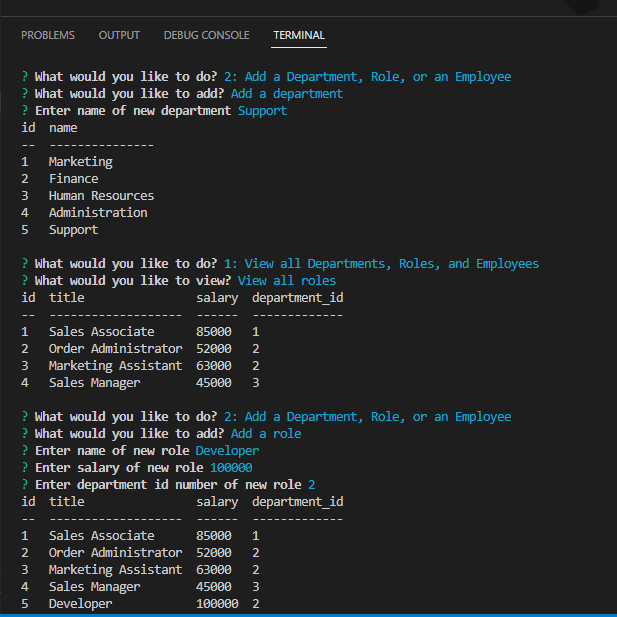 PROBLEMS OUTPUT DEBUG CONSOLE TERMINAL
? What would you like to do? 2: Add a Department, Role, or an Employee
? What would you like to add? Add a department
? Enter name of new department Support
id  name
--  ---------------
1   Marketing
2   Finance
3   Human Resources
4   Administration
5   Support
? What would you like to do? 1: View all Departments, Roles, and Employees
? What would you like to view? View all roles
id  title                salary  department_id
--  -------------------  ------  -------------
1   Sales Associate      85000   1
2   Order Administrator  52000   2
3   Marketing Assistant  63000   2
4   Sales Manager        45000   3
? What would you like to do? 2: Add a Department, Role, or an Employee
? What would you like to add? Add a role
? Enter name of new role Developer
? Enter salary of new role 100000
? Enter department id number of new role 2
id  title                salary  department_id
--  -------------------  ------  -------------
1   Sales Associate      85000   1
2   Order Administrator  52000   2
3   Marketing Assistant  63000   2
4   Sales Manager        45000   3
5   Developer            100000  2